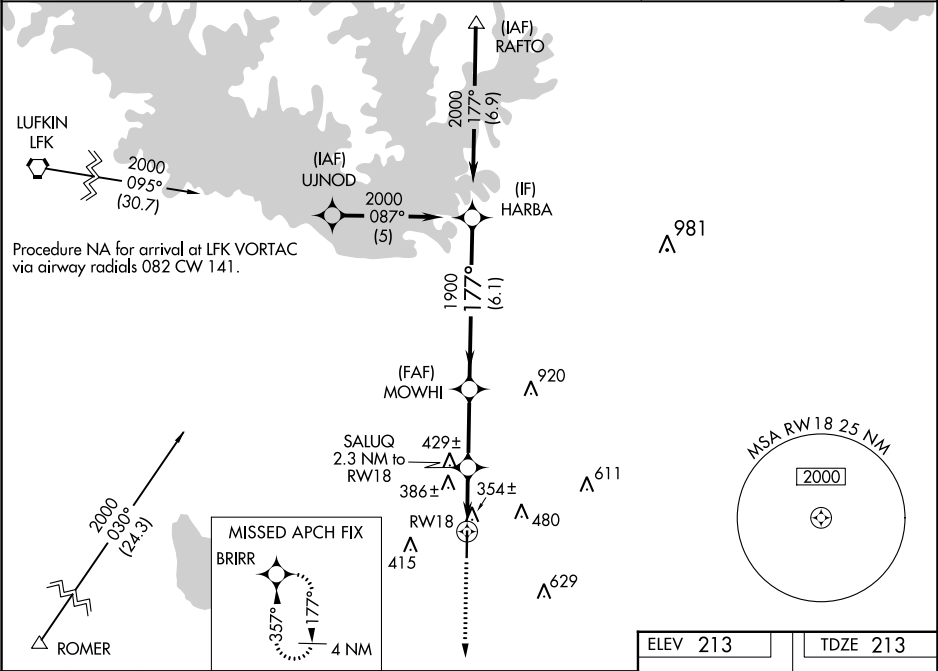 (IAF)
RAFTO
2000
177°
(6.9)
LUFKIN
LFK
2000
095°
(30.7)
(IAF)
UJNOD
2000
087°
(5)
(IF)
HARBA
981
Procedure NA for arrival at LFK VORTAC
via airway radials 082 CW 141.
1900
177°
(6.1)
(FAF)
MOWHI
920
SALUQ
2.3 NM to
RW18
429±
386±
354±
611
480
RW18
415
629
MSA RW18 25 NM
2000
2000
030°
(24.3)
ROMER
MISSED APCH FIX
BRIRR
357°
177°
4 NM
ELEV 213
TDZE 213